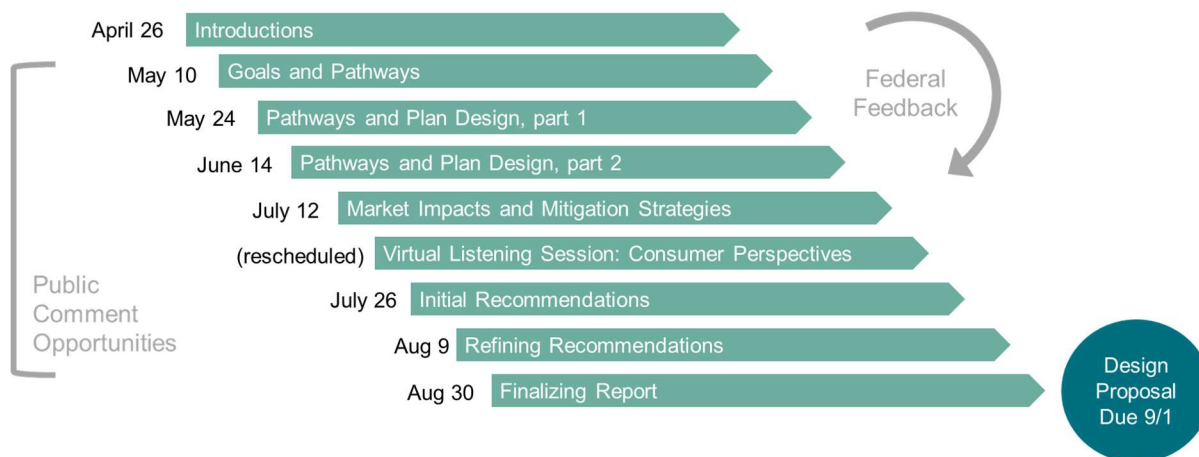 April 26 Introductions
May 10 Goals and Pathways
May 24 Pathways and Plan Design, part 1
June 14 Pathways and Plan Design, part 2
July 12 Market Impacts and Mitigation Strategies
(rescheduled) Virtual Listening Session: Consumer Perspectives
July 26 Initial Recommendations
Aug 9 Refining Recommendations
Aug 30 Finalizing Report
Federal
Feedback
Public
Comment
Opportunities
Design
Proposal
Due 9/1